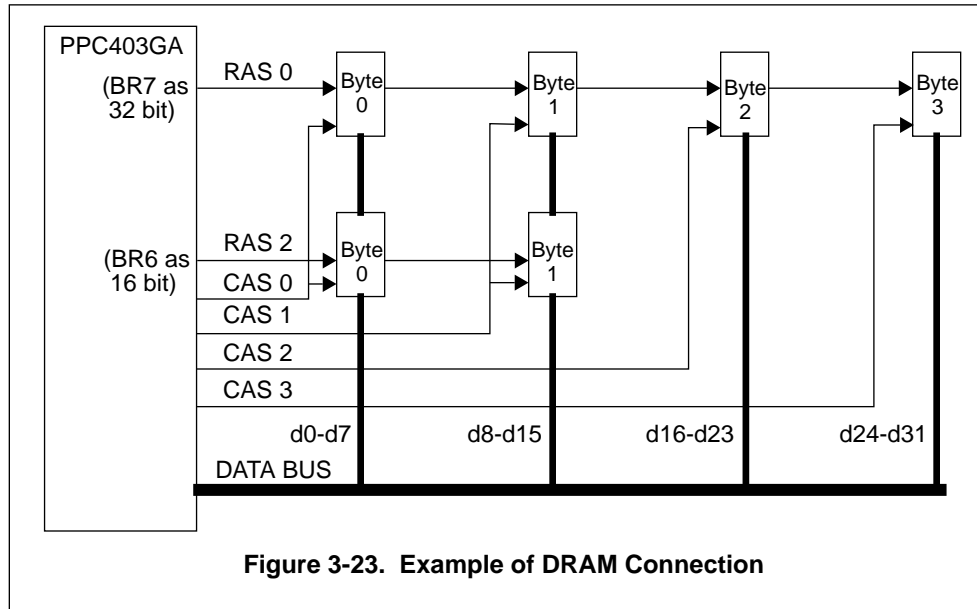 PPC403GA
(BR7 as
32 bit)
RAS 0
Byte
0
Byte
1
Byte
2
Byte
3
(BR6 as
16 bit)
RAS 2
Byte
0
Byte
1
CAS 0
CAS 1
CAS 2
CAS 3
d0-d7
d8-d15
d16-d23
d24-d31
DATA BUS
Figure 3-23. Example of DRAM Connection